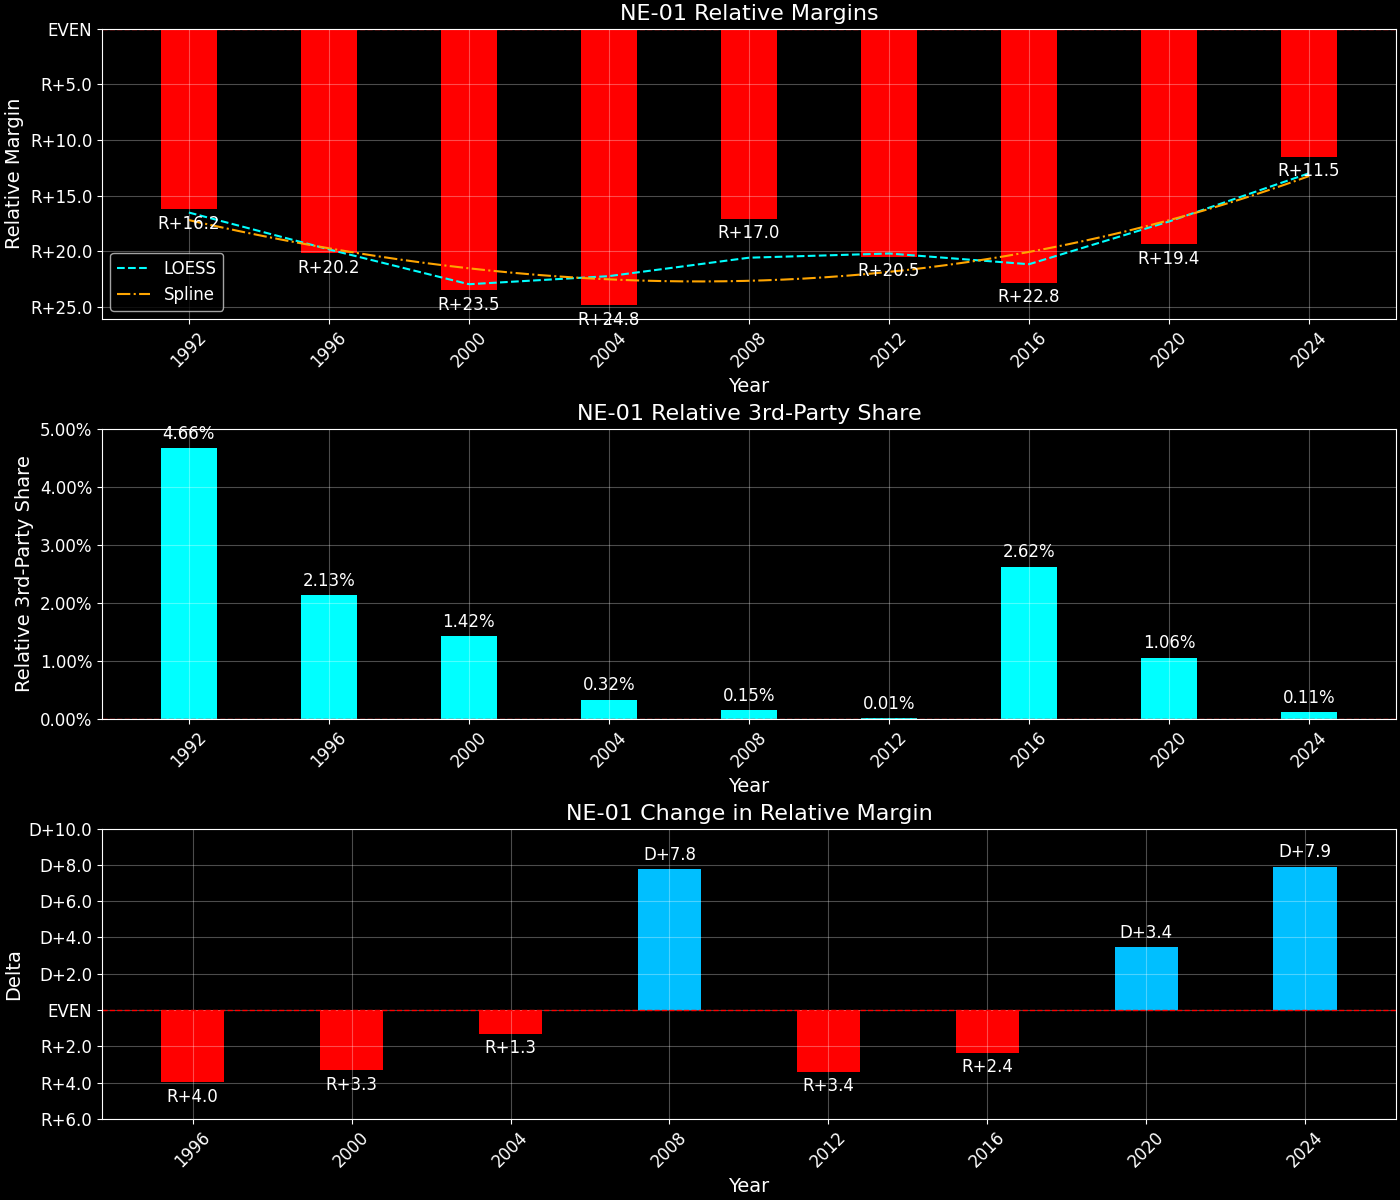 NE-01 Relative Margins
Relative Margin
EVEN
R+5.0
R+10.0
R+15.0
R+20.0
R+25.0
R+16.2
R+20.2
R+23.5
R+24.8
R+17.0
R+20.5
R+22.8
R+19.4
R+11.5
LOESS
Spline
1992
1996
2000
2004
2008
2012
2016
2020
2024
Year
NE-01 Relative 3rd-Party Share
Relative 3rd-Party Share
5.00%
4.00%
3.00%
2.00%
1.00%
0.00%
4.66%
2.13%
1.42%
0.32%
0.15%
0.01%
2.62%
1.06%
0.11%
1992
1996
2000
2004
2008
2012
2016
2020
2024
Year
NE-01 Change in Relative Margin
Delta
D+10.0
D+8.0
D+6.0
D+4.0
D+2.0
EVEN
R+2.0
R+4.0
R+6.0
R+4.0
R+3.3
R+1.3
D+7.8
R+3.4
R+2.4
D+3.4
D+7.9
1996
2000
2004
2008
2012
2016
2020
2024
Year